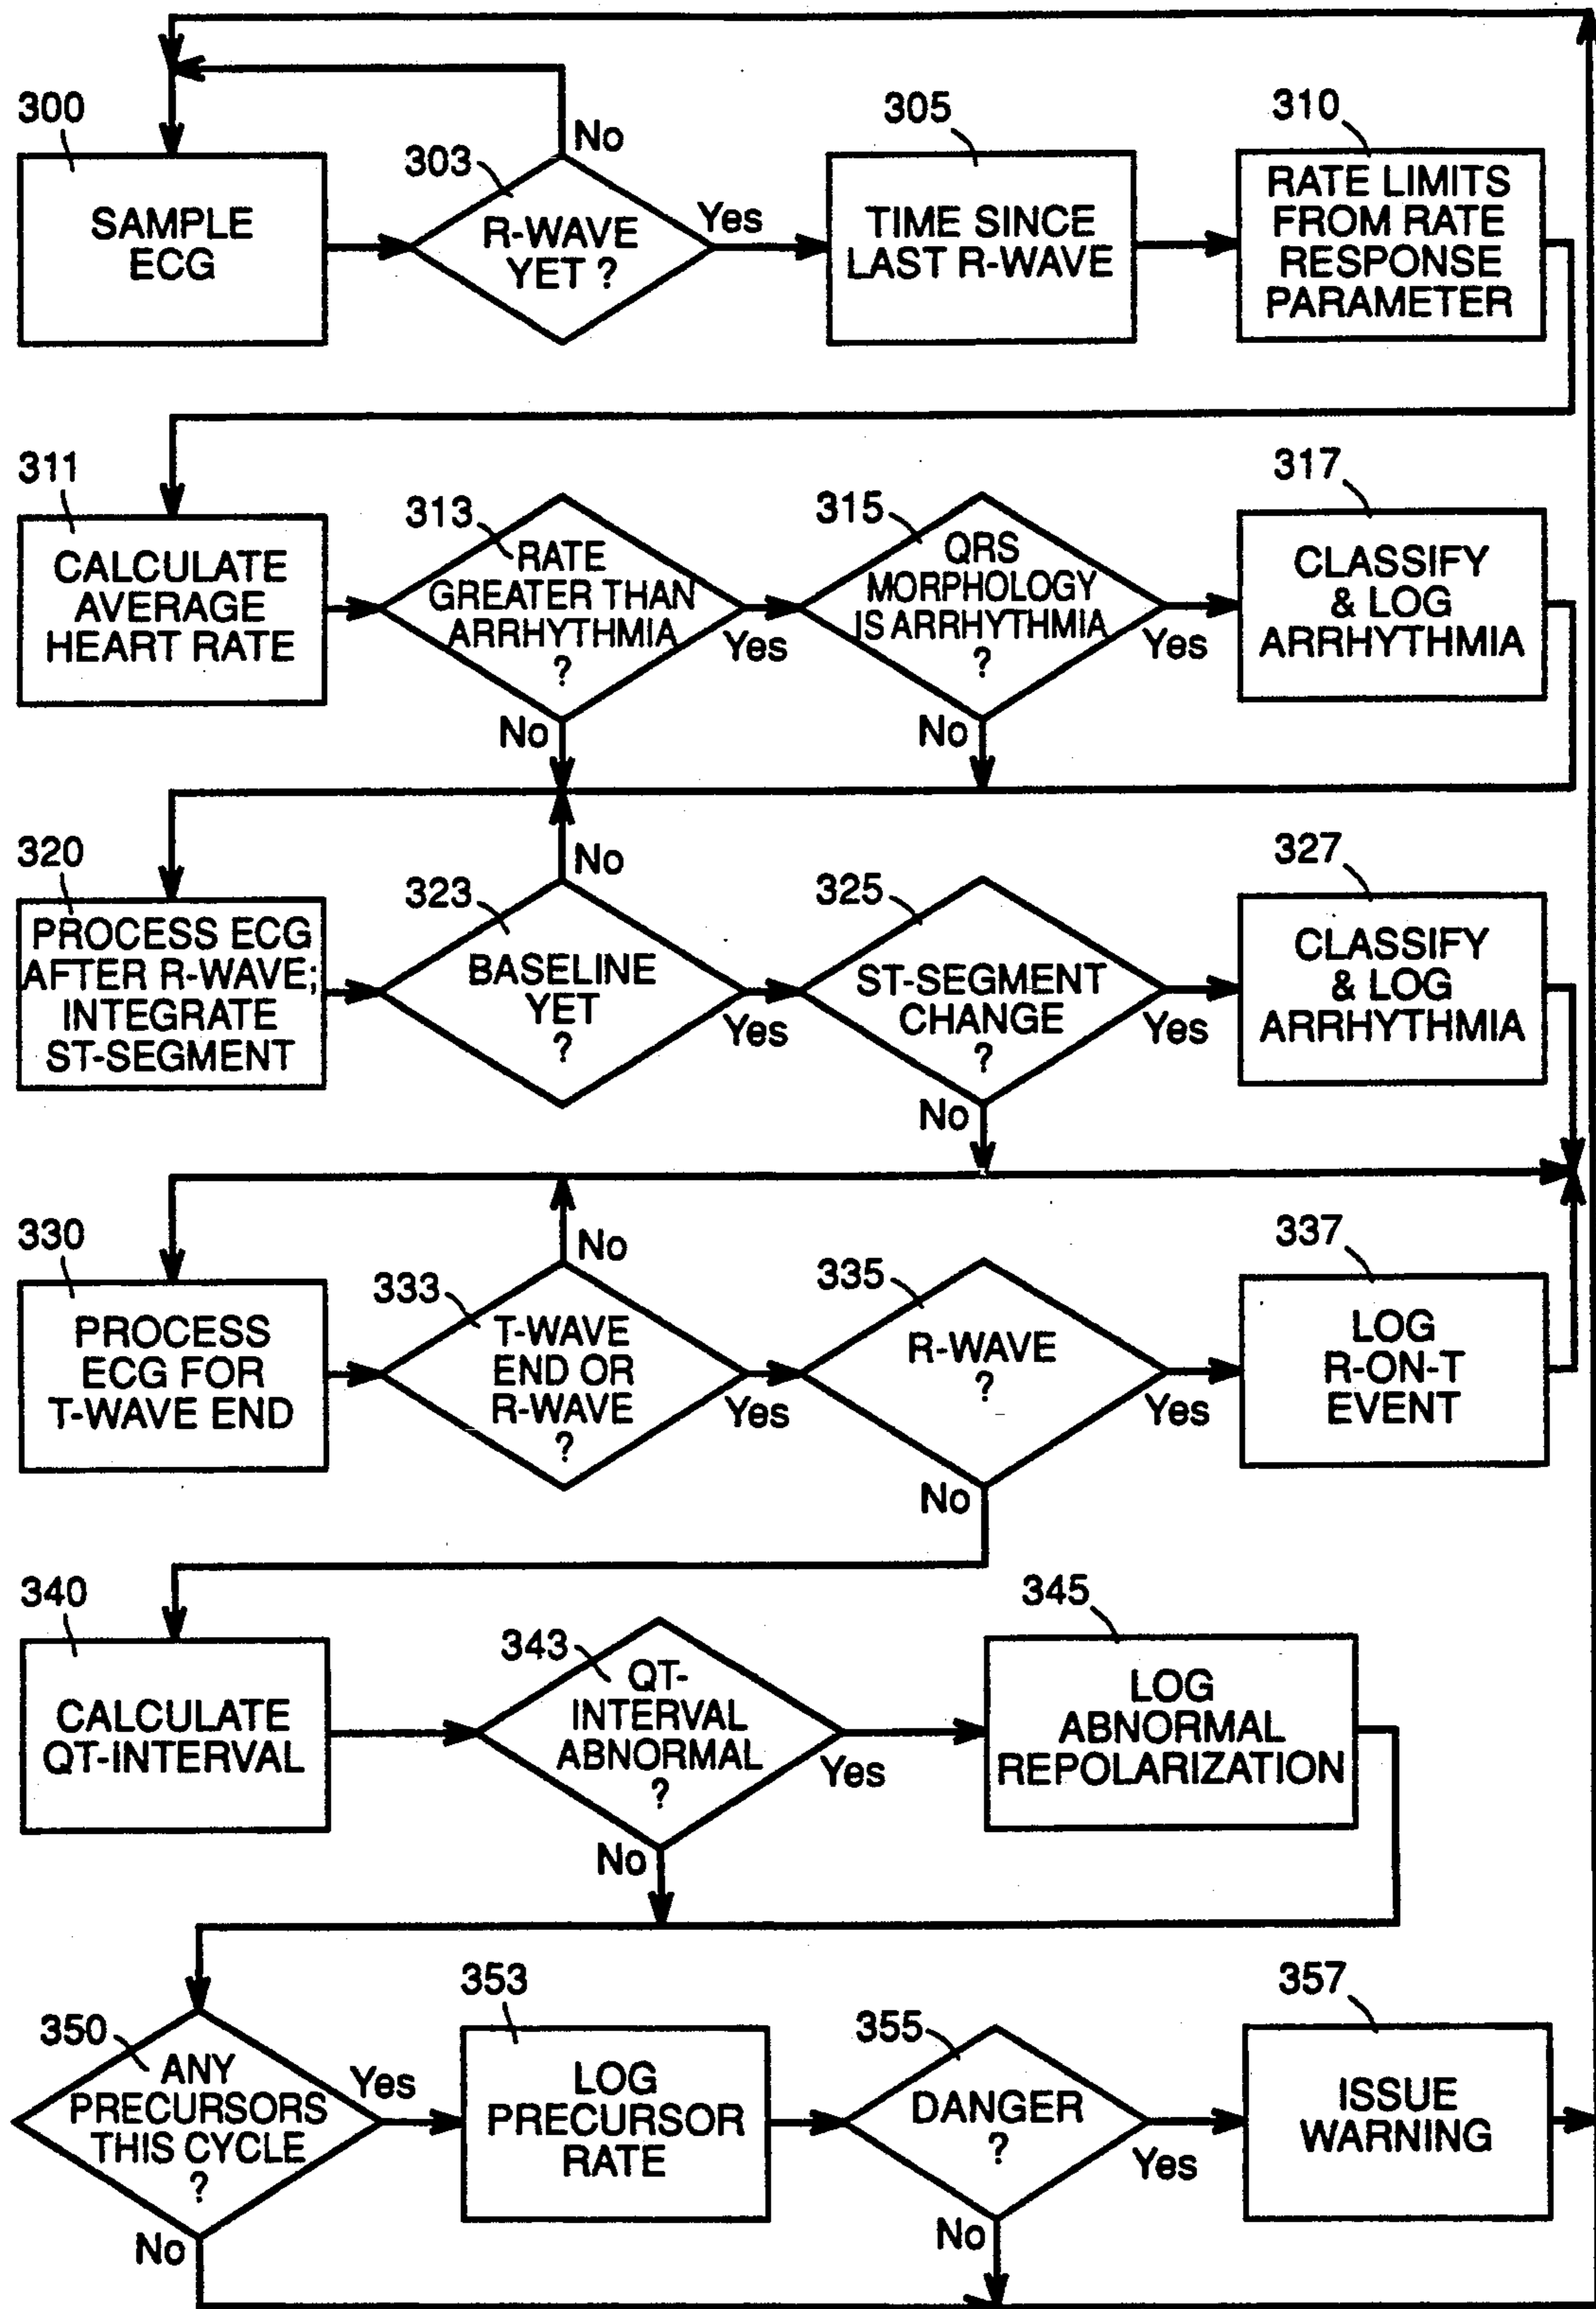 300
SAMPLE
ECG
303
R-WAVE
YET ?
No
Yes
305
TIME SINCE
LAST R-WAVE
310
RATE LIMITS
FROM RATE
RESPONSE
PARAMETER
311
CALCULATE
AVERAGE
HEART RATE
313
RATE
GREATER THAN
ARRHYTHMIA
?
Yes
No
315
QRS
MORPHOLOGY
IS ARRHYTHMIA
?
Yes
No
317
CLASSIFY
& LOG
ARRHYTHMIA
320
PROCESS ECG
AFTER R-WAVE;
INTEGRATE
ST-SEGMENT
323
BASELINE
YET
?
No
Yes
325
ST-SEGMENT
CHANGE
?
Yes
No
327
CLASSIFY
& LOG
ARRHYTHMIA
330
PROCESS
ECG FOR
T-WAVE END
333
T-WAVE
END OR
R-WAVE
?
No
Yes
335
R-WAVE
?
Yes
No
337
LOG
R-ON-T
EVENT
340
CALCULATE
QT-INTERVAL
343
QT-
INTERVAL
ABNORMAL
?
Yes
No
345
LOG
ABNORMAL
REPOLARIZATION
350
ANY
PRECURSORS
THIS CYCLE
?
Yes
No
353
LOG
PRECURSOR
RATE
355
DANGER
?
Yes
No
357
ISSUE
WARNING